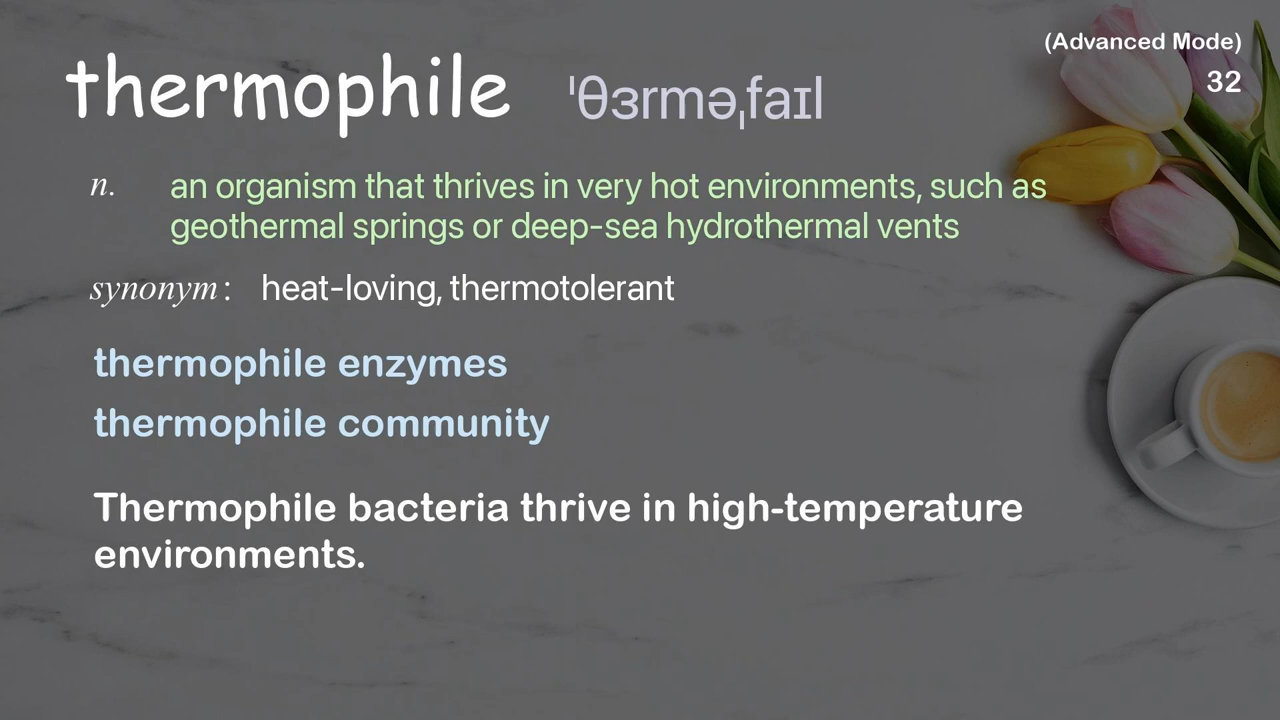 (Advanced Mode)
32
thermophile ˈθɜrməˌfaɪl
n. an organism that thrives in very hot environments, such as
geothermal springs or deep-sea hydrothermal vents
synonym: heat-loving, thermotolerant
thermophile enzymes
thermophile community
Thermophile bacteria thrive in high-temperature
environments.